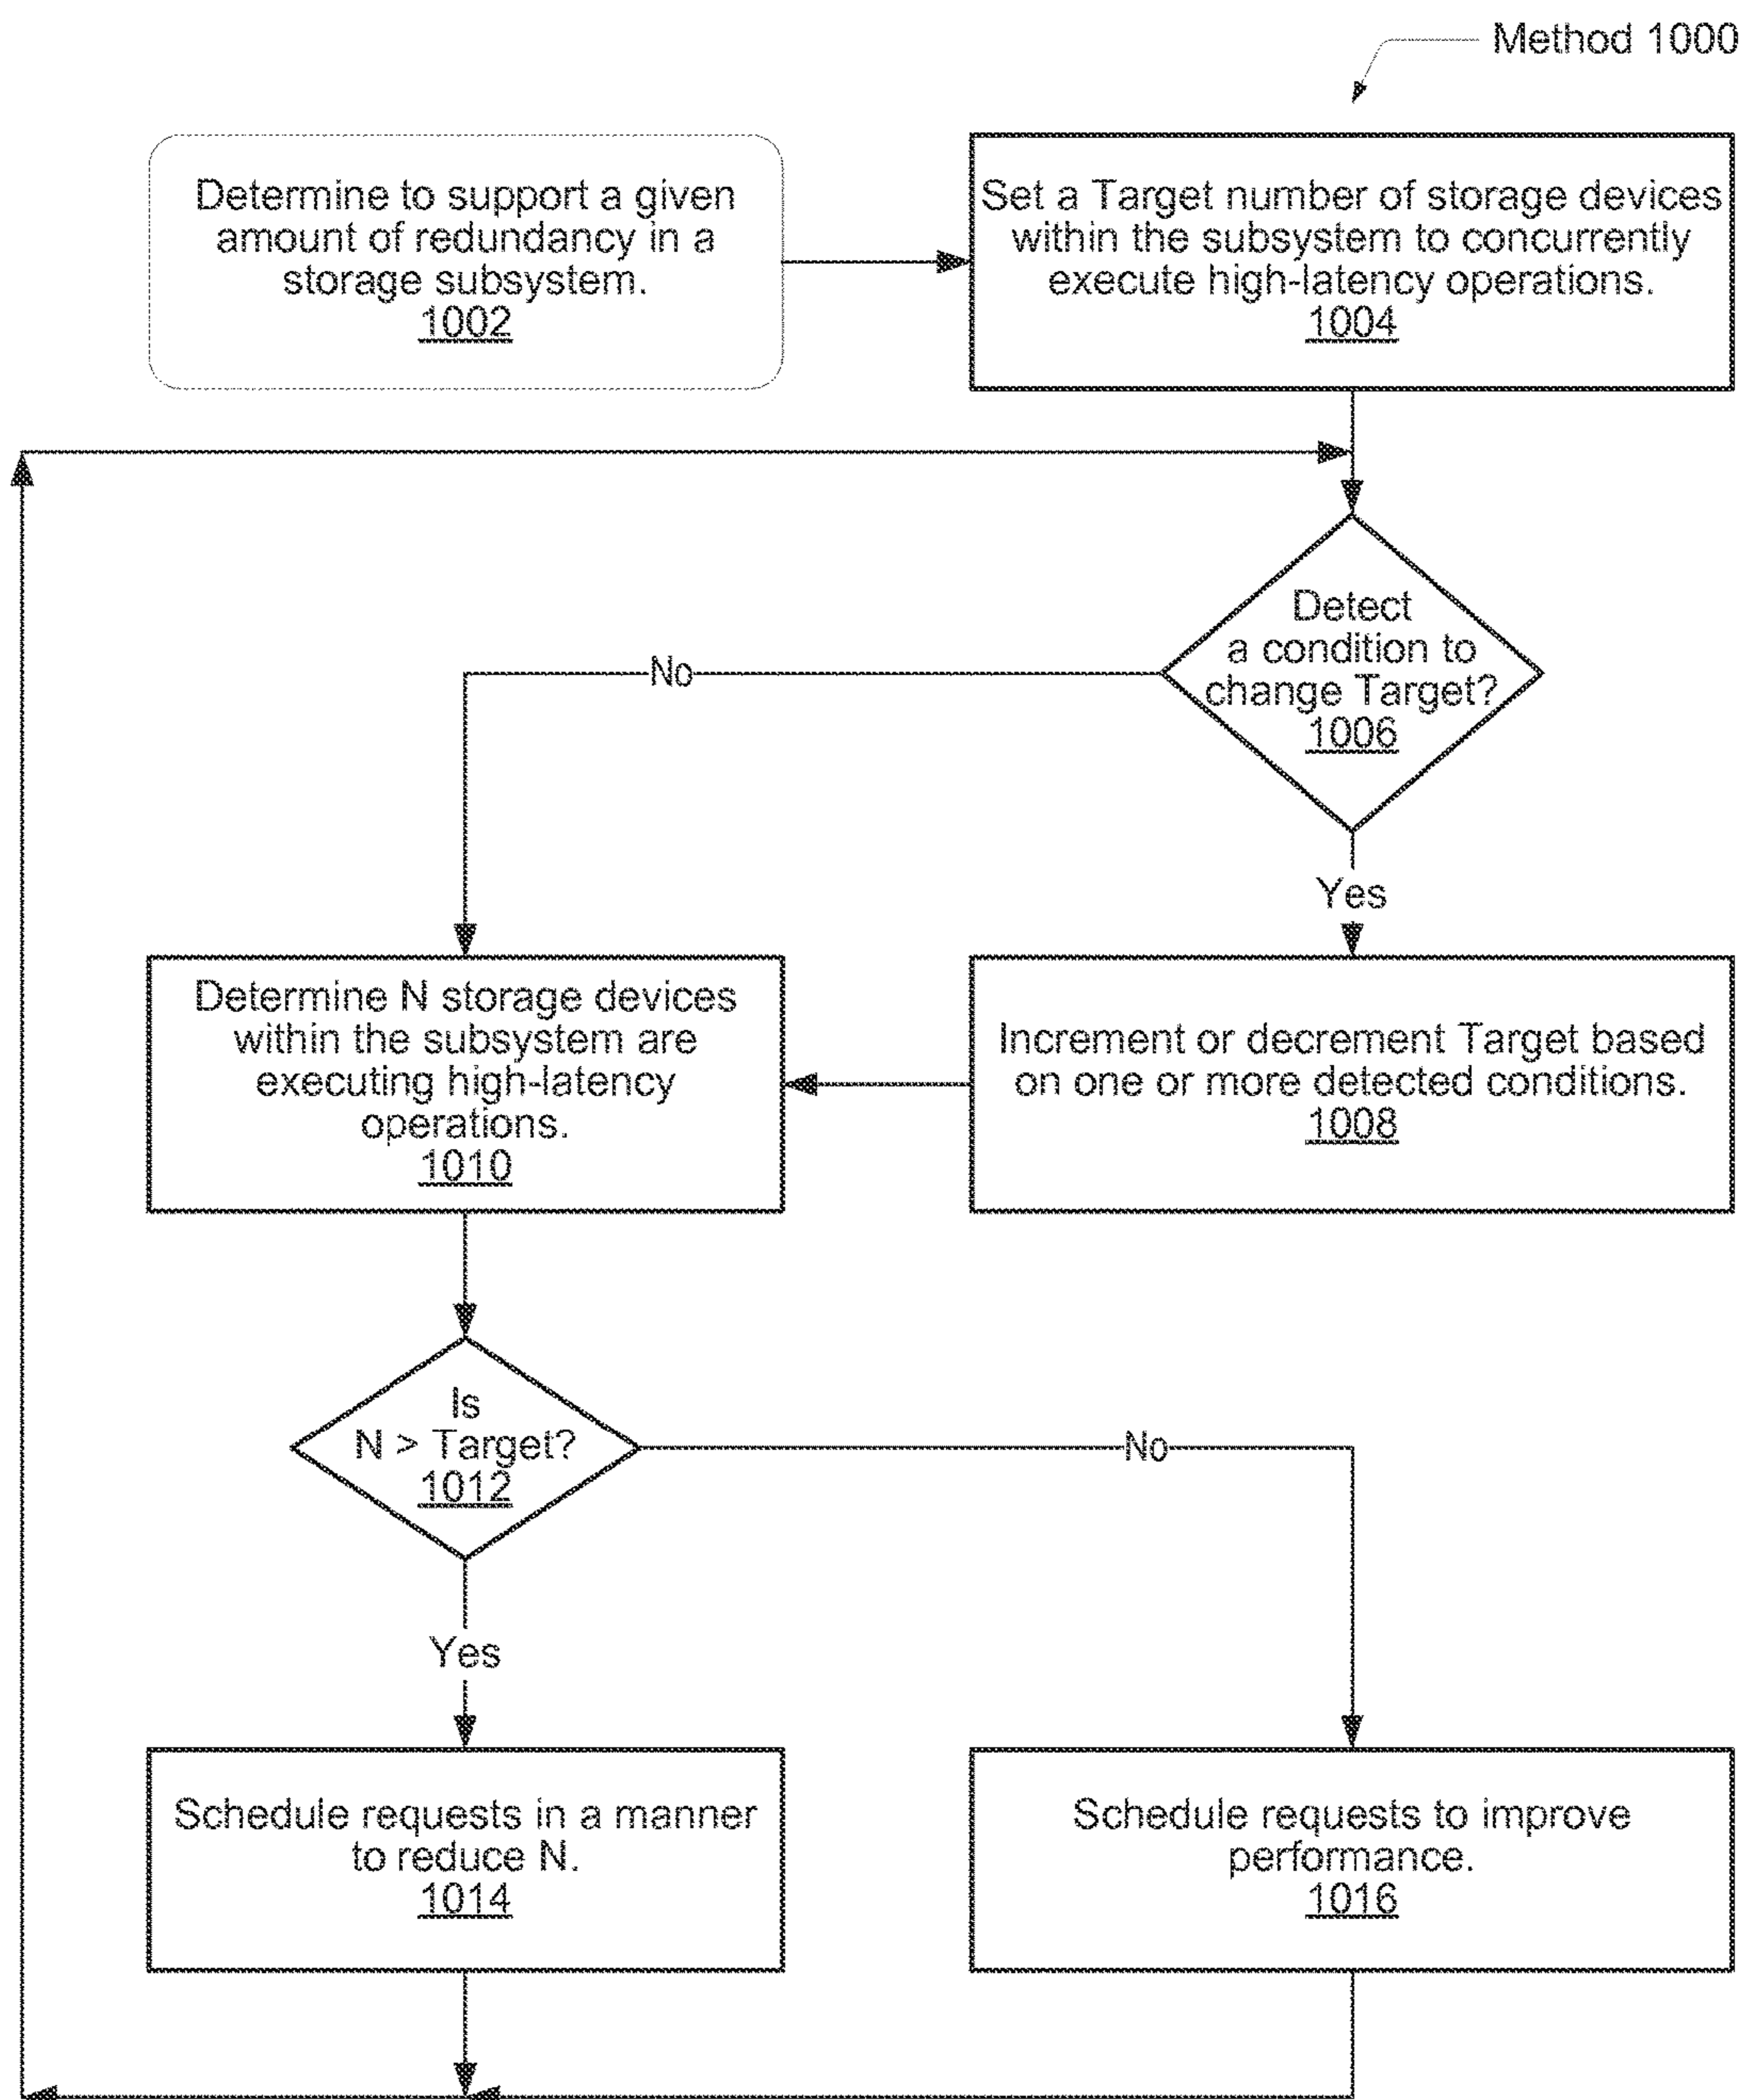 Method 1000
Determine to support a given
amount of redundancy in a
storage subsystem.
1002
Set a Target number of storage devices
within the subsystem to concurrently
execute high-latency operations.
1004
Detect
a condition to
change Target?
1006
No
Yes
Determine N storage devices
within the subsystem are
executing high-latency
operations.
1010
Increment or decrement Target based
on one or more detected conditions.
1008
Is
N > Target?
1012
No
Yes
Schedule requests in a manner
to reduce N.
1014
Schedule requests to improve
performance.
1016